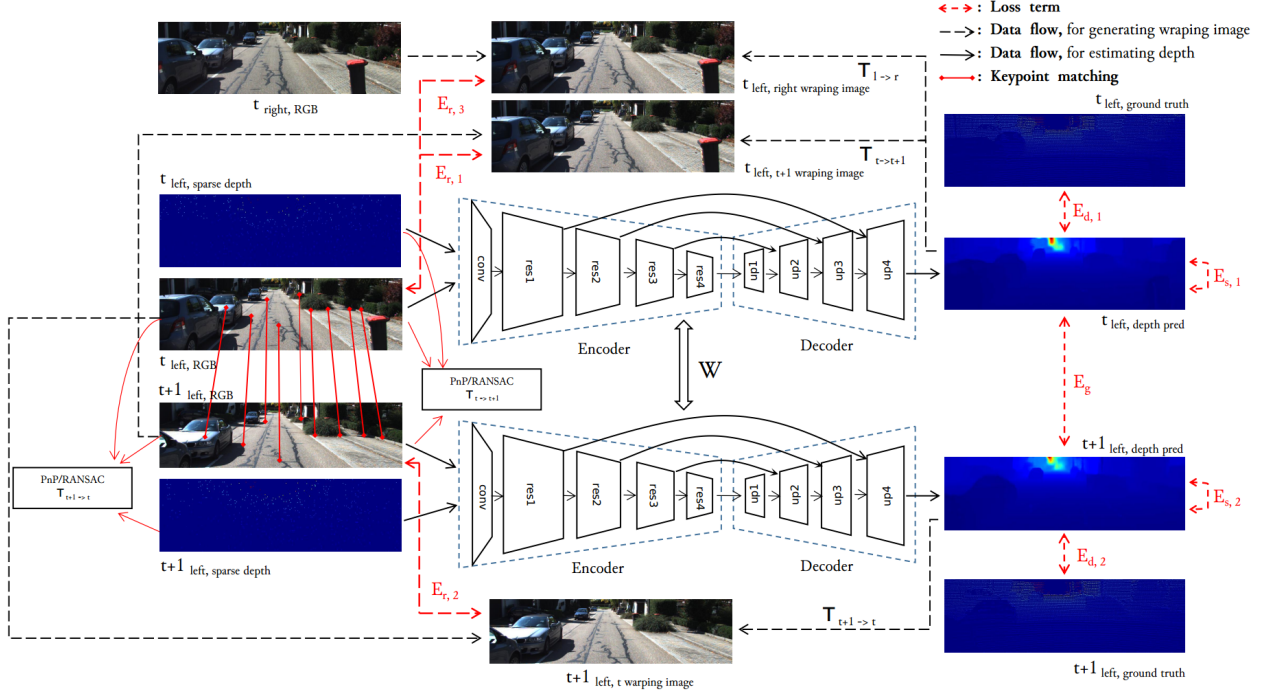 : Loss term
: Data flow, for generating wraping image
: Data flow, for estimating depth
: Keypoint matching
t right, RGB
E r, 3
t left, right wraping image
T l -> r
t left, ground truth
E r, 1
t left, t+1 wraping image
T t->t+1
t left, sparse depth
E d, 1
conv
res1
res2
res3
res4
up1
up2
up3
up4
E s, 1
t left, RGB
Encoder
Decoder
t left, depth pred
t+1 left, RGB
PnP/RANSAC
T t -> t+1
W
E g
t+1 left, depth pred
PnP/RANSAC
T t+1 -> t
conv
res1
res2
res3
res4
up1
up2
up3
up4
E s, 2
t+1 left, sparse depth
Encoder
Decoder
E d, 2
E r, 2
T t+1 -> t
t+1 left, t warping image
t+1 left, ground truth